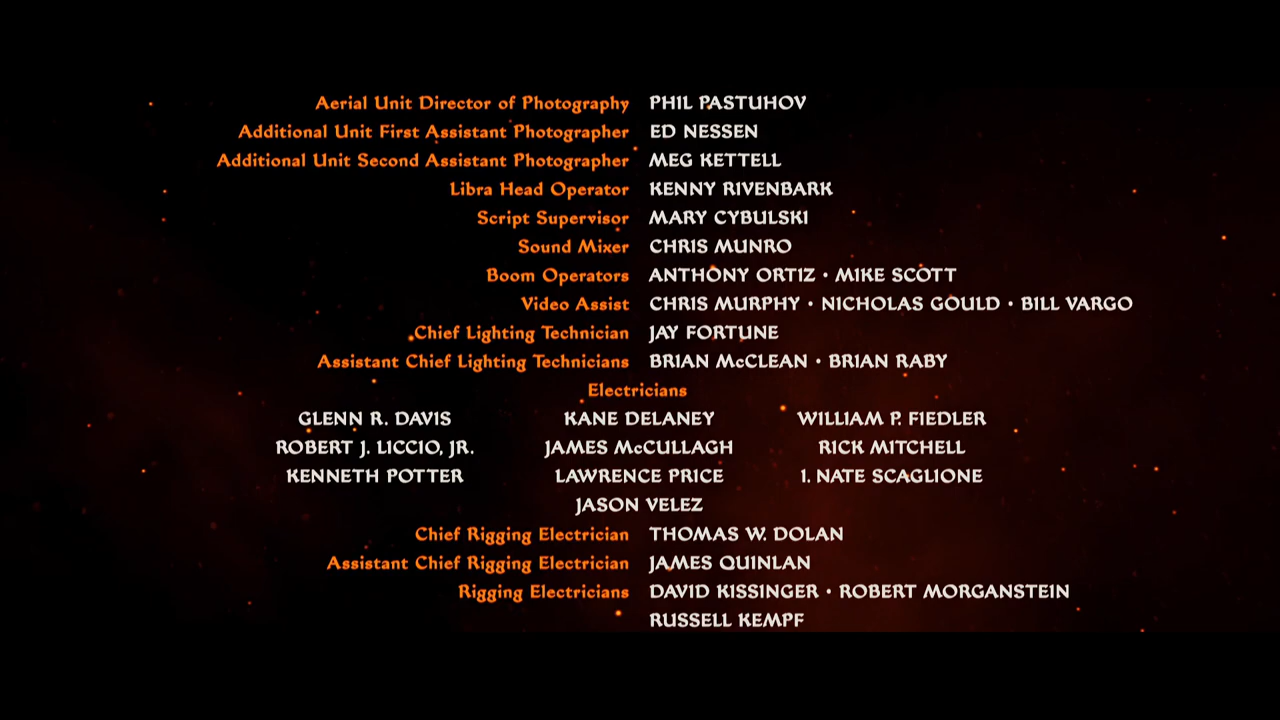 Aerial Unit Director of Photography PHIL PASTUHOV
Additional Unit First Assistant Photographer ED NESSEN
Additional Unit Second Assistant Photographer MEG KETTELL
Libra Head Operator KENNY RIVENBARK
Script Supervisor MARY CYBULSKI
Sound Mixer CHRIS MUNRO
Boom Operators ANTHONY ORTIZ • MIKE SCOTT
Video Assist CHRIS MURPHY • NICHOLAS GOULD • BILL VARGO
Chief Lighting Technician JAY FORTUNE
Assistant Chief Lighting Technicians BRIAN McCLEAN • BRIAN RABY
Electricians
GLENN R. DAVIS KANE DELANEY WILLIAM P. FIEDLER
ROBERT J. LICCIO, JR. JAMES McCULLAGH RICK MITCHELL
KENNETH POTTER LAWRENCE PRICE I. NATE SCAGLIONE
JASON VELEZ
Chief Rigging Electrician THOMAS W. DOLAN
Assistant Chief Rigging Electrician JAMES QUINLAN
Rigging Electricians DAVID KISSINGER • ROBERT MORGANSTEIN
RUSSELL KEMPF